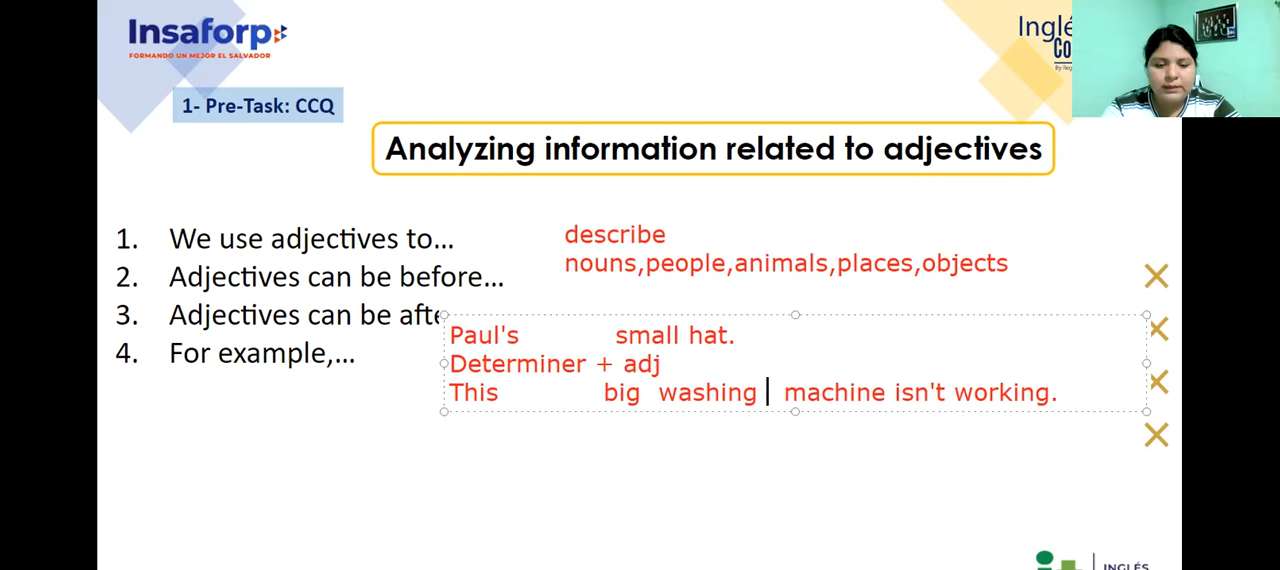 Insaforp
FORMANDO UN MEJOR EL SALVADOR
1- Pre-Task: CCQ
Analyzing information related to adjectives
1. We use adjectives to...
describe
nouns,people,animals,places,objects
2. Adjectives can be before...
3. Adjectives can be afte
4. For example,...
Paul's small hat.
Determiner + adj
This big washing machine isn't working.
INGLÉS